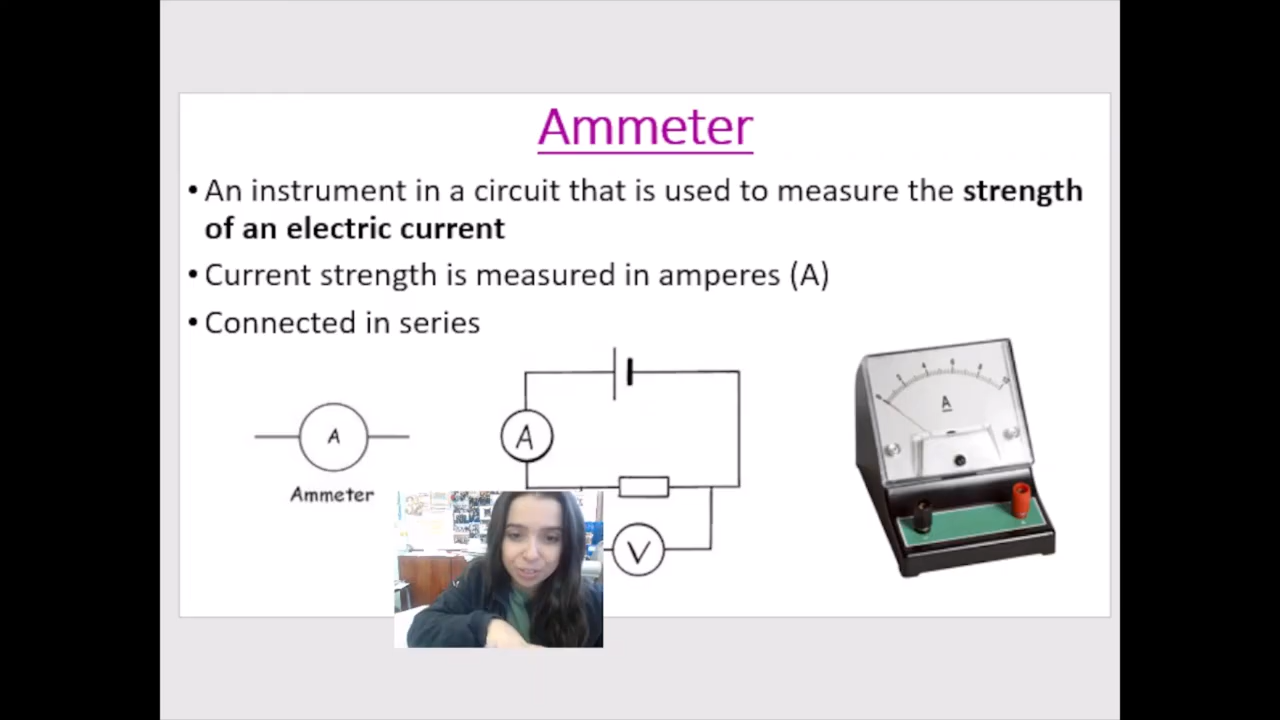 Ammeter
• An instrument in a circuit that is used to measure the strength
of an electric current
• Current strength is measured in amperes (A)
• Connected in series
A
Ammeter
A
V
A